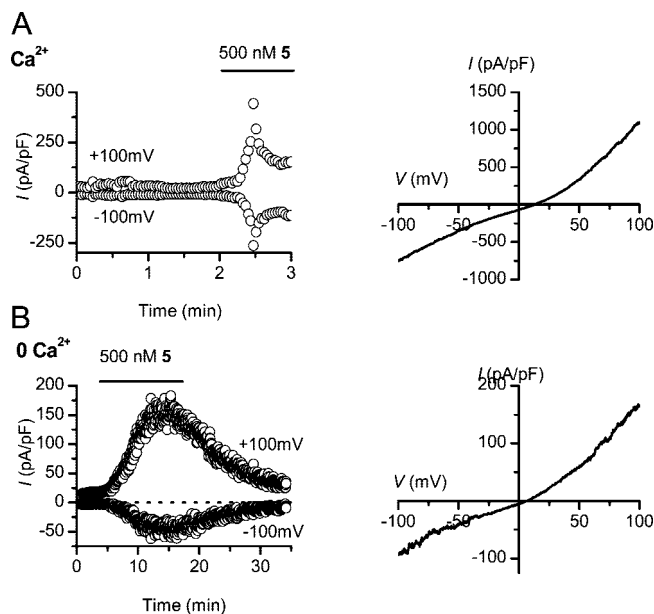 A
Ca²⁺
500 nM 5
I (pA/pF)
500
250
0
-250
+100mV
-100mV
0 1 2 3
Time (min)
I (pA/pF)
1500
1000
500
V (mV)
-100 -50 50 100
-500
-1000
B
0 Ca²⁺
500 nM 5
I (pA/pF)
200
150
100
50
0
-50
+100mV
-100mV
0 10 20 30
Time (min)
I (pA/pF)
200
100
V (mV)
-100 -50 0 50 100
-100